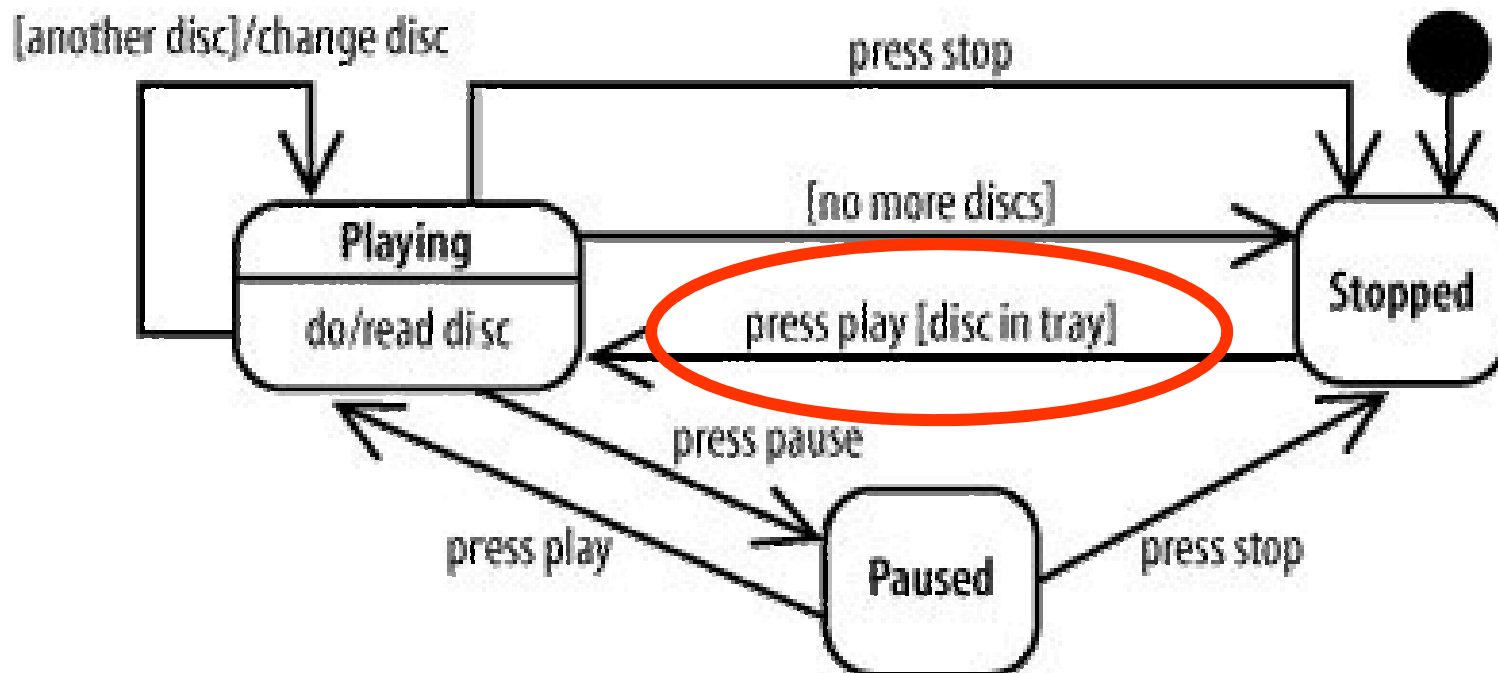 [another disc]/change disc
press stop
[no more discs]
Playing
Stopped
do/read disc
press play [disc in tray]
press pause
press play
press stop
Paused